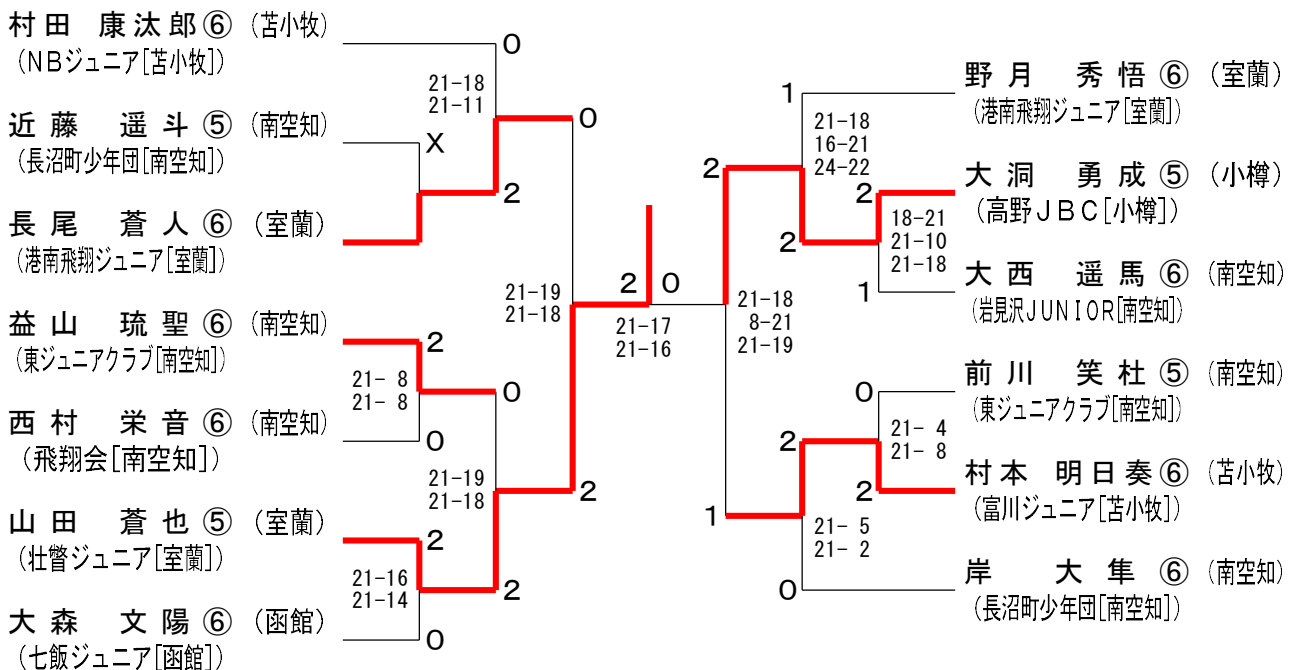 村田 康汰郎⑥ (苫小牧)
(NBジュニア[苫小牧])
0
21-18
21-11
近藤 遥斗⑤ (南空知)
(長沼町少年団[南空知])
X
0
2
長尾 蒼人⑥ (室蘭)
(港南飛翔ジュニア[室蘭])
21-19
21-18
益山 琉聖⑥ (南空知)
(東ジュニアクラブ[南空知])
2
21- 8
21- 8
0
西村 栄音⑥ (南空知)
(飛翔会[南空知])
0
21-19
21-18
2
山田 蒼也⑤ (室蘭)
(壮瞥ジュニア[室蘭])
2
21-16
21-14
2
大森 文陽⑥ (函館)
(七飯ジュニア[函館])
0
2 0
21-17
21-16
野月 秀悟⑥ (室蘭)
(港南飛翔ジュニア[室蘭])
1
21-18
16-21
24-22
2
大洞 勇成⑤ (小樽)
(高野JBC[小樽])
2
18-21
21-10
21-18
2
大西 遥馬⑥ (南空知)
(岩見沢JUNIOR[南空知])
1
21-18
8-21
21-19
前川 笑杜⑤ (南空知)
(東ジュニアクラブ[南空知])
0
21- 4
21- 8
2
村本 明日奏⑥ (苫小牧)
(富川ジュニア[苫小牧])
2
1
21- 5
21- 2
岸 大隼⑥ (南空知)
(長沼町少年団[南空知])
0